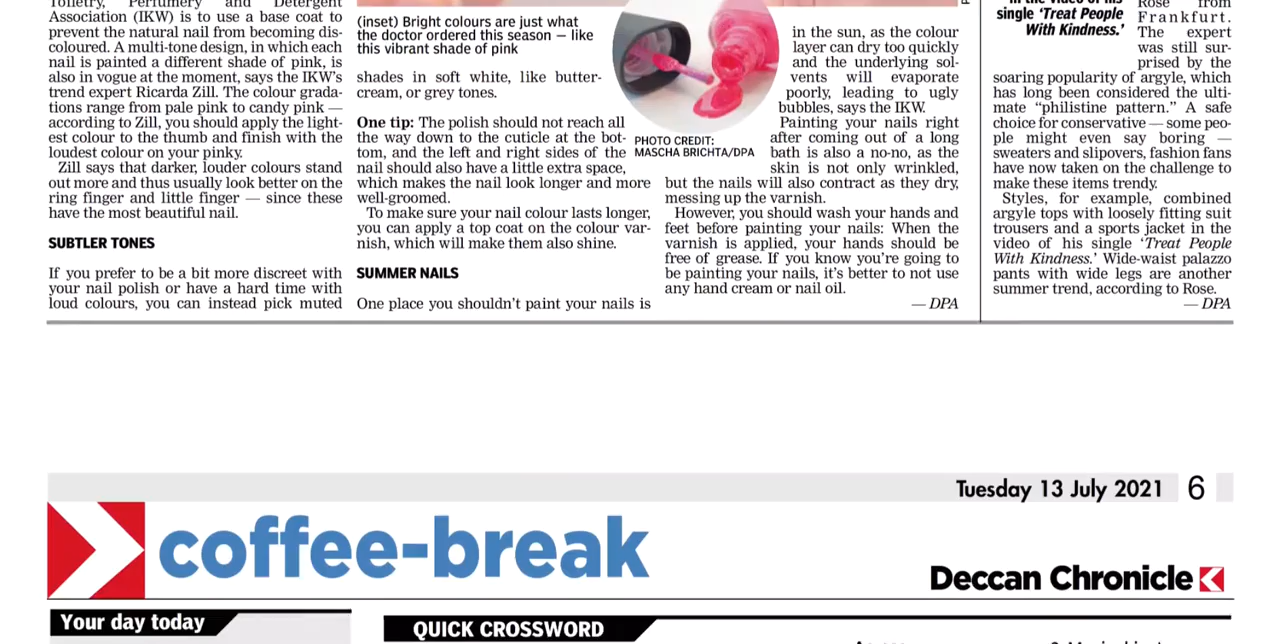 Toiletry, Perfumery and Detergent
Association (IKW) is to use a base coat to
prevent the natural nail from becoming dis-
coloured. A multi-tone design, in which each
nail is painted a different shade of pink, is
also in vogue at the moment, says the IKW's
trend expert Ricarda Zill. The colour grada-
tions range from pale pink to candy pink —
according to Zill, you should apply the light-
est colour to the thumb and finish with the
loudest colour on your pinky.
Zill says that darker, louder colours stand
out more and thus usually look better on the
ring finger and little finger — since these
have the most beautiful nail.
SUBTLER TONES
If you prefer to be a bit more discreet with
your nail polish or have a hard time with
loud colours, you can instead pick muted
(inset) Bright colours are just what
the doctor ordered this season — like
this vibrant shade of pink
shades in soft white, like butter-
cream, or grey tones.
One tip: The polish should not reach all
the way down to the cuticle at the bot-
tom, and the left and right sides of the
nail should also have a little extra space,
which makes the nail look longer and more
well-groomed.
To make sure your nail colour lasts longer,
you can apply a top coat on the colour var-
nish, which will make them also shine.
SUMMER NAILS
One place you shouldn't paint your nails is
PHOTO CREDIT:
MASCHA BRICHTA/DPA
in the sun, as the colour
layer can dry too quickly
and the underlying sol-
vents will evaporate
poorly, leading to ugly
bubbles, says the IKW.
Painting your nails right
after coming out of a long
bath is also a no-no, as the
skin is not only wrinkled,
but the nails will also contract as they dry,
messing up the varnish.
However, you should wash your hands and
feet before painting your nails: When the
varnish is applied, your hands should be
free of grease. If you know you're going to
be painting your nails, it's better to not use
any hand cream or nail oil.
— DPA
single 'Treat People
With Kindness.'
Rose from
Frankfurt.
The expert
was still sur-
prised by the
soaring popularity of argyle, which
has long been considered the ulti-
mate “philistine pattern.” A safe
choice for conservative — some peo-
ple might even say boring —
sweaters and slipovers, fashion fans
have now taken on the challenge to
make these items trendy.
Styles, for example, combined
argyle tops with loosely fitting suit
trousers and a sports jacket in the
video of his single 'Treat People
With Kindness.' Wide-waist palazzo
pants with wide legs are another
summer trend, according to Rose.
— DPA
Tuesday 13 July 2021 6
coffee-break
Deccan Chronicle
Your day today
QUICK CROSSWORD